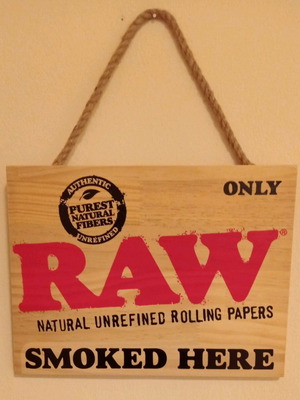 AUTHENTIC
PUREST
NATURAL
FIBERS
UNREFINED
ONLY
RAW®
NATURAL UNREFINED ROLLING PAPERS
SMOKED HERE